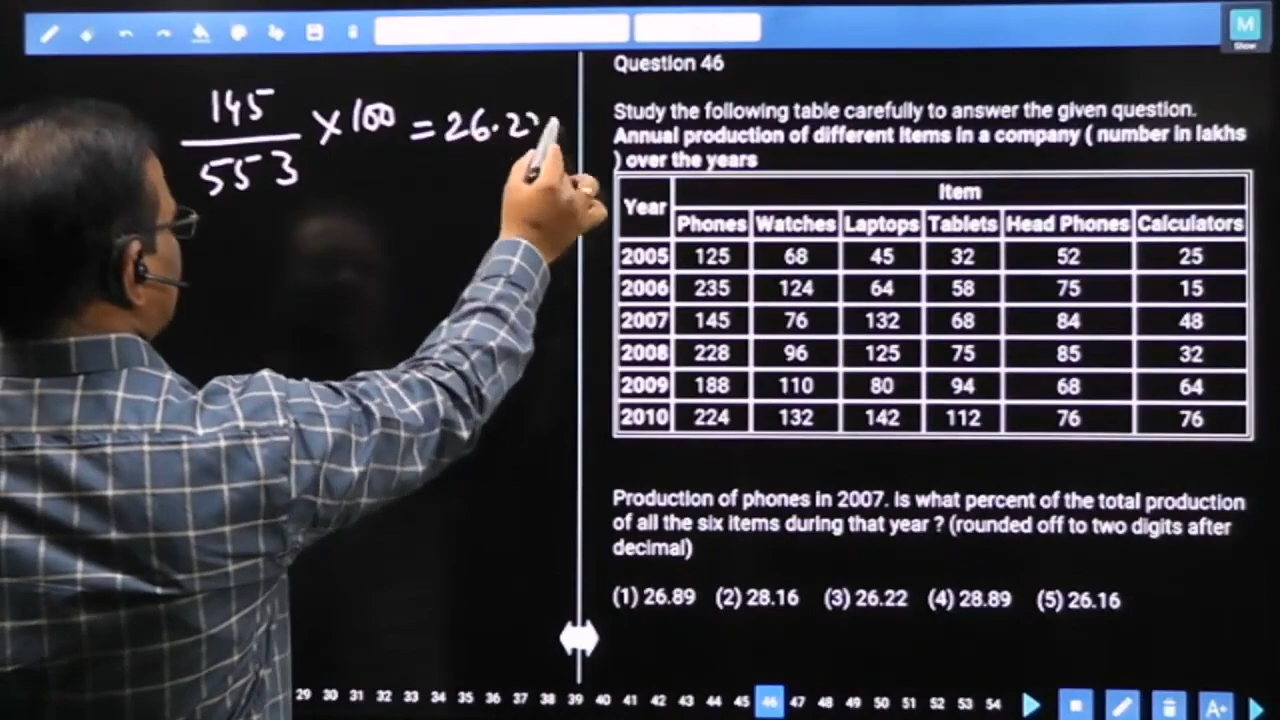 M
Show
145
553
× 100 = 26.22
Question 46
Study the following table carefully to answer the given question.
Annual production of different Items in a company ( number in lakhs
) over the years
Year Item
Phones Watches Laptops Tablets Head Phones Calculators
2005 125 68 45 32 52 25
2006 235 124 64 58 75 15
2007 145 76 132 68 84 48
2008 228 96 125 75 85 32
2009 188 110 80 94 68 64
2010 224 132 142 112 76 76
Production of phones in 2007. Is what percent of the total production
of all the six items during that year ? (rounded off to two digits after
decimal)
(1) 26.89 (2) 28.16 (3) 26.22 (4) 28.89 (5) 26.16
29 30 31 32 33 34 35 36 37 38 39 40 41 42 43 44 45 46 47 48 49 50 51 52 53 54
A+